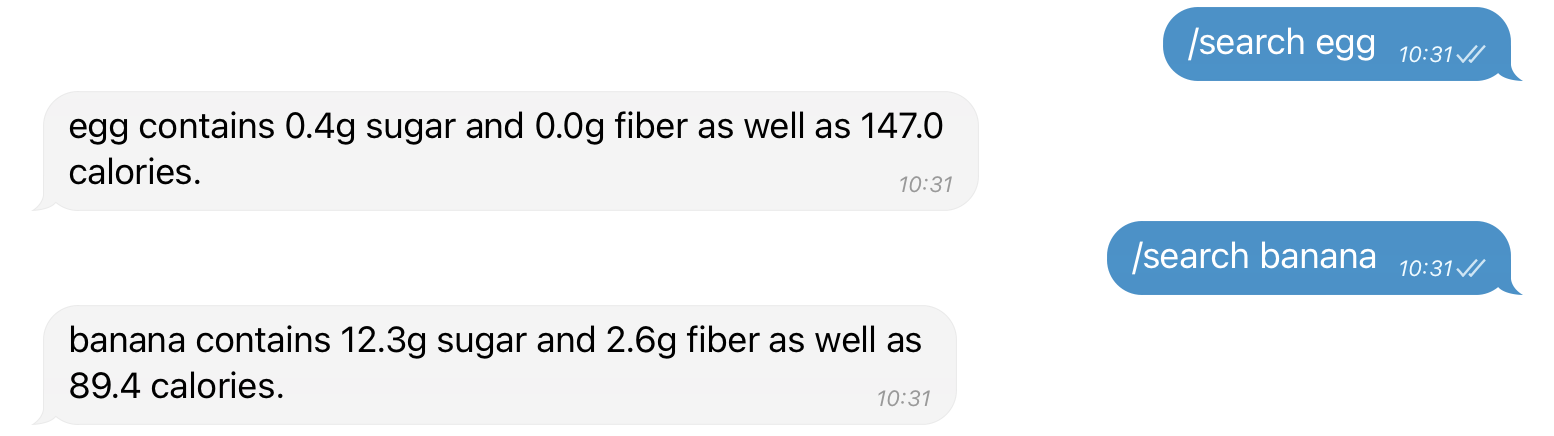 /search egg 10:31
egg contains 0.4g sugar and 0.0g fiber as well as 147.0
calories.
10:31
/search banana 10:31
banana contains 12.3g sugar and 2.6g fiber as well as
89.4 calories.
10:31